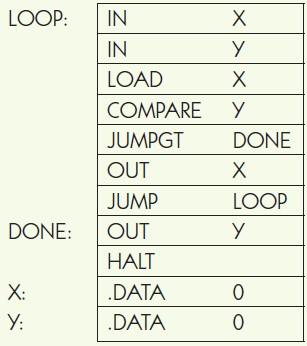 LOOP: IN X
IN Y
LOAD X
COMPARE Y
JUMPGT DONE
OUT X
JUMP LOOP
DONE: OUT Y
HALT
X: .DATA 0
Y: .DATA 0